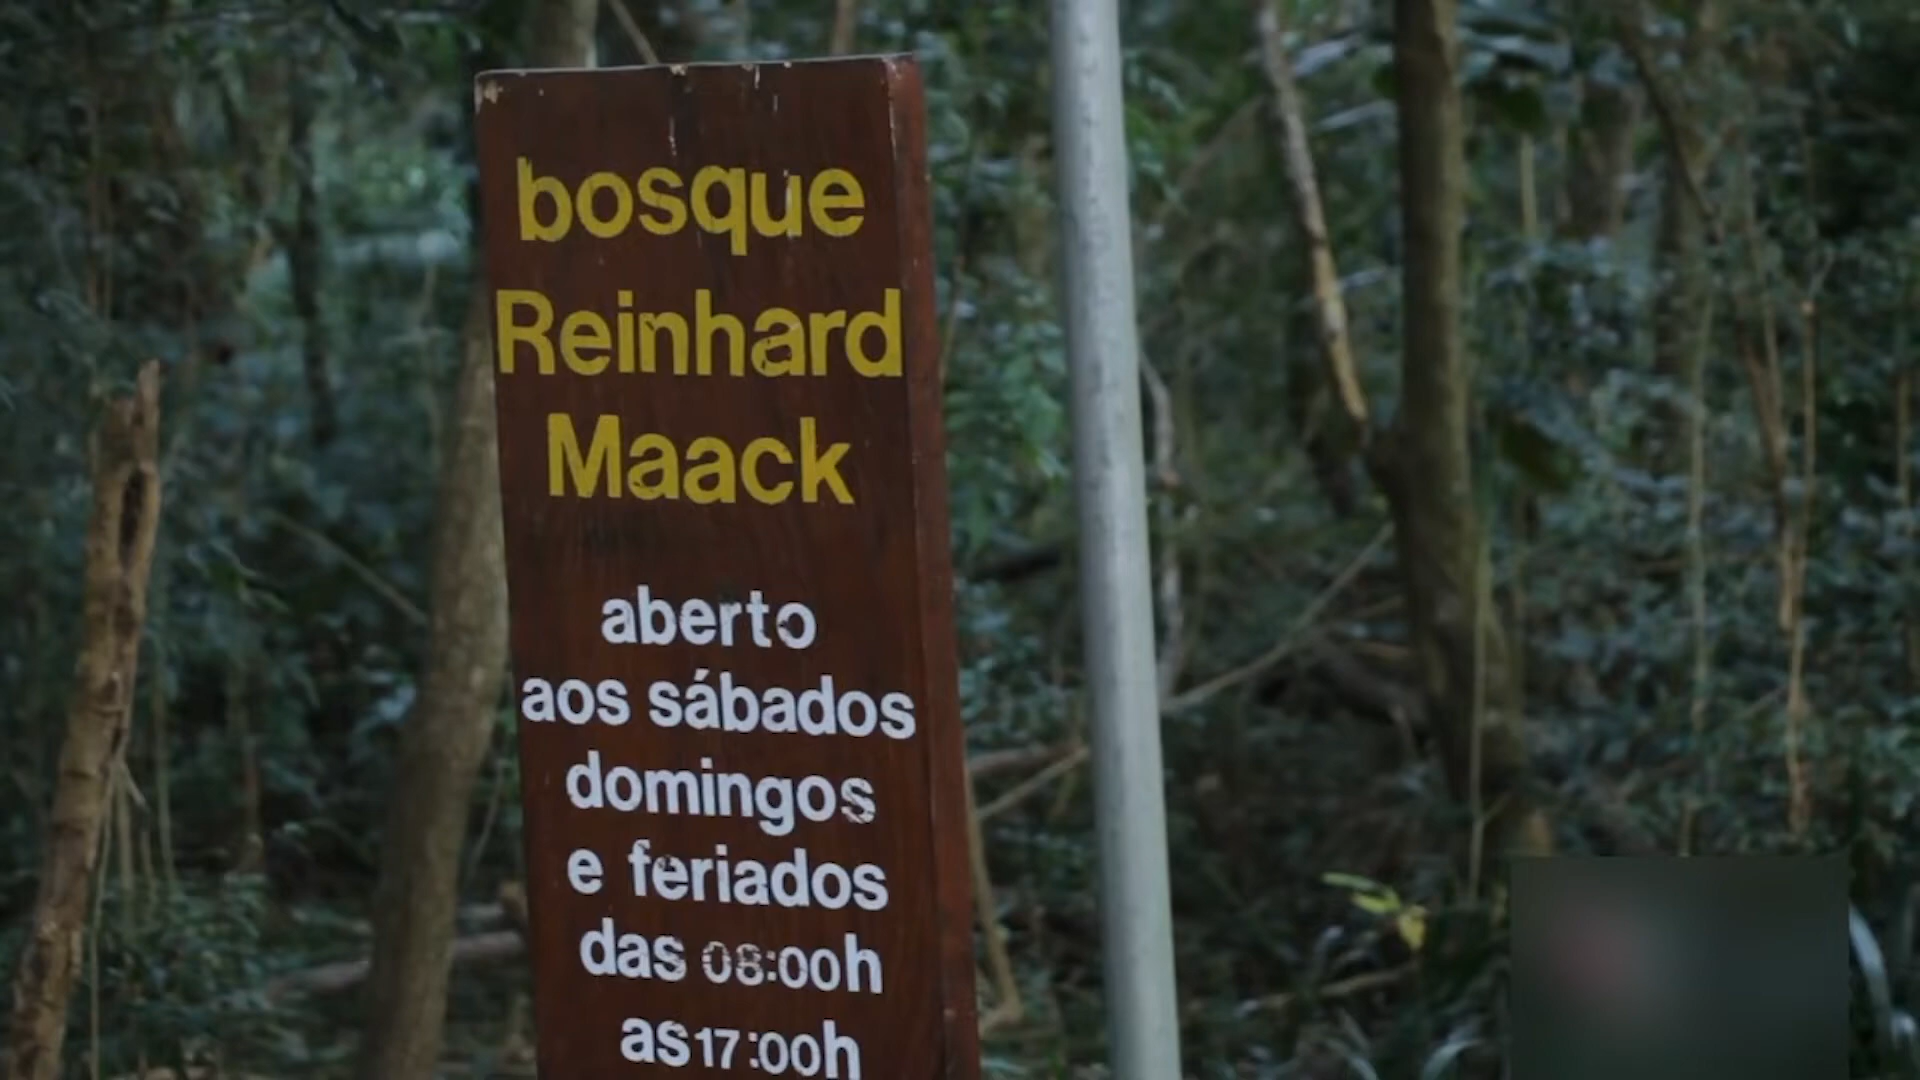 bosque
Reinhard
Maack
aberto
aos sábados
domingos
e feriados
das 08:00h
as 17:00h